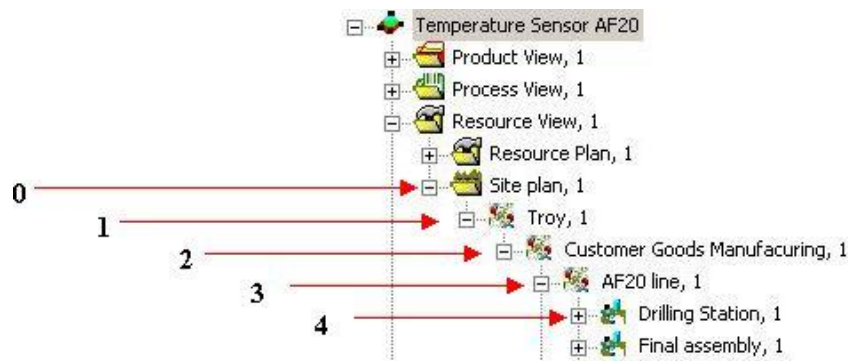 Temperature Sensor AF20
Product View, 1
Process View, 1
Resource View, 1
Resource Plan, 1
0 Site plan, 1
1 Troy, 1
2 Customer Goods Manufacuring, 1
3 AF20 line, 1
4 Drilling Station, 1
Final assembly, 1